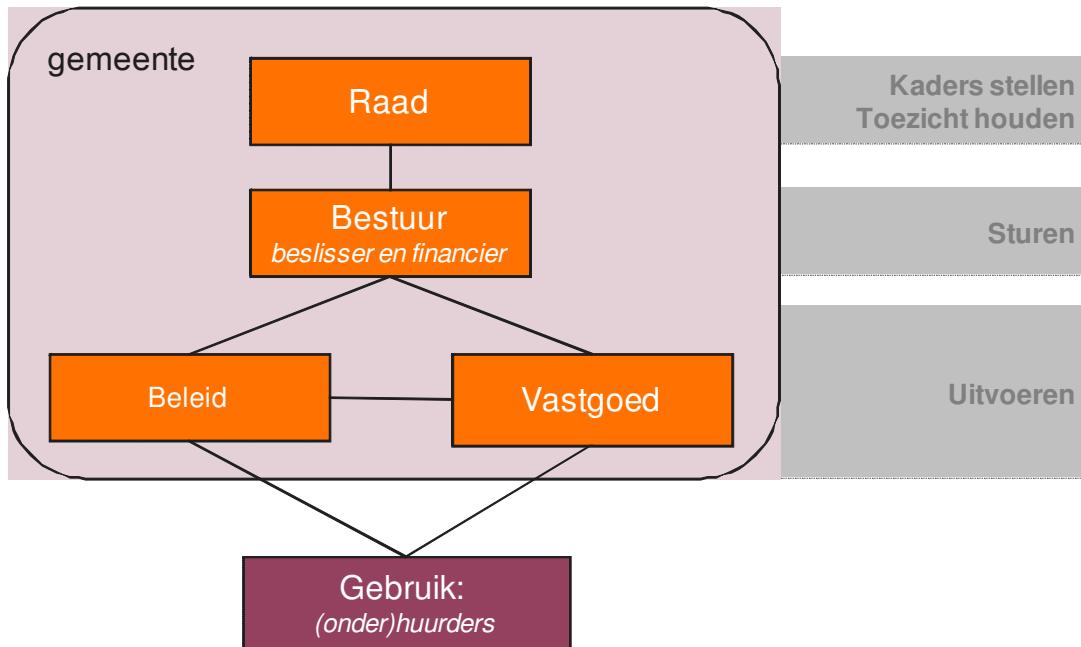 gemeente
Raad
Kaders stellen
Toezicht houden
Bestuur
beslisser en financier
Sturen
Beleid
Vastgoed
Uitvoeren
Gebruik:
(onder)huurders